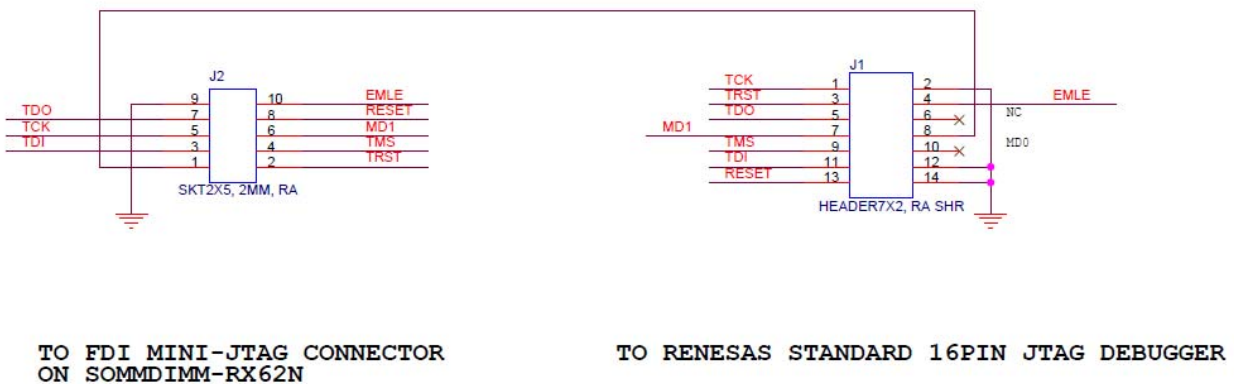 J2
9 10 EMLE
TDO 7 8 RESET
TCK 5 6 MD1
TDI 3 4 TMS
1 2 TRST
SKT2X5, 2MM, RA
J1
TCK 1 2
TRST 3 4 EMLE
TDO 5 6 NC
MD1 7 8
TMS 9 10 MD0
TDI 11 12
RESET 13 14
HEADER7X2, RA SHR
TO FDI MINI-JTAG CONNECTOR
ON SOMMDIMM-RX62N
TO RENESAS STANDARD 16PIN JTAG DEBUGGER